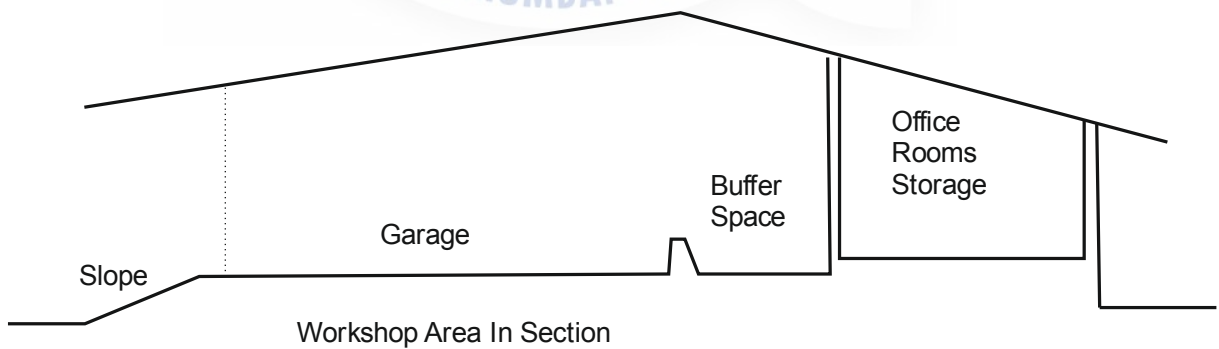 Office
Rooms
Storage
Buffer
Space
Garage
Slope
Workshop Area In Section